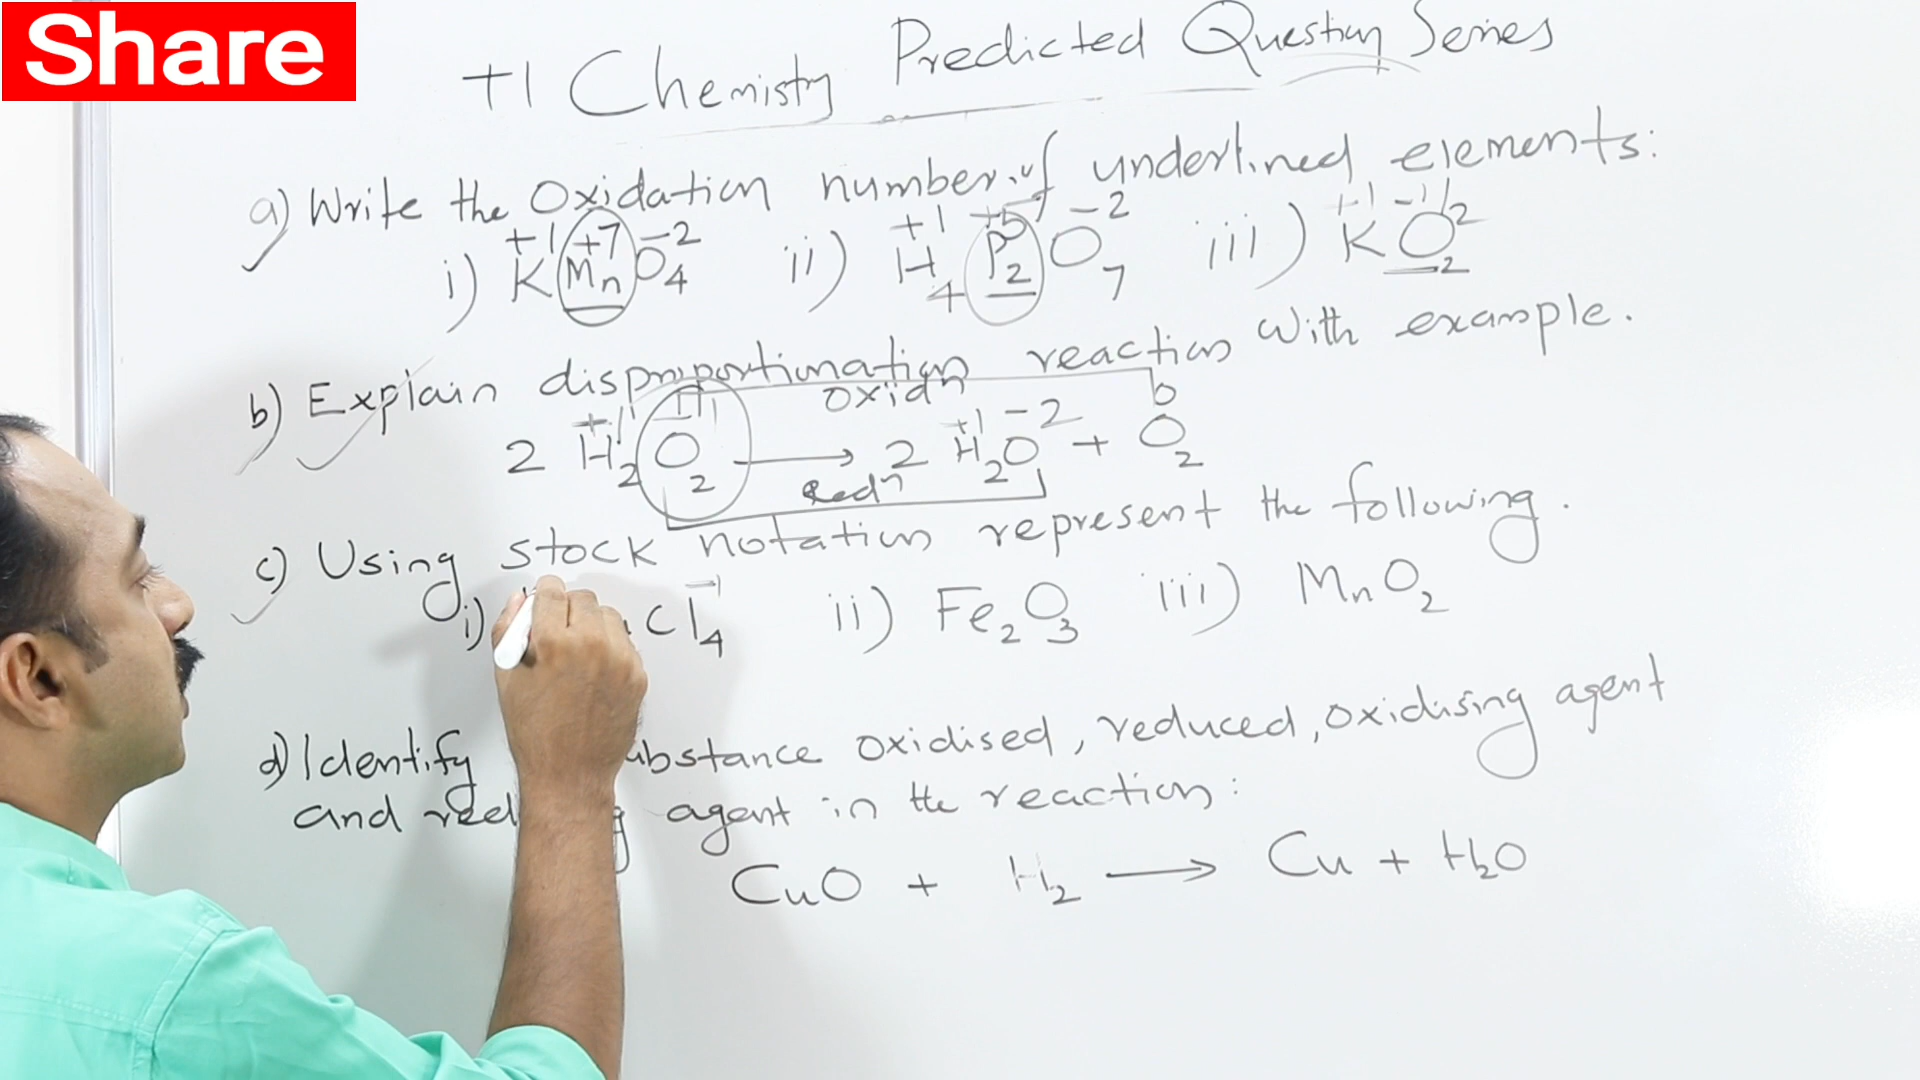 Share
+1 Chemistry Predicted Question Series
a) Write the Oxidation number of underlined elements:
+1 +7 -2 +1 +5 -2 +1 -1/2
i) KMnO4 ii) H4P2O7 iii) KO2
b) Explain disproportionation reaction with example.
oxidn
+1 -1 +1 -2 0
2 H2O2 → 2 H2O + O2
Redn
c) Using stock notation represent the following.
-1
i) Cl4 ii) Fe2O3 iii) MnO2
d) Identify substance oxidised, reduced, oxidising agent
and agent in the reaction:
CuO + H2 → Cu + H2O